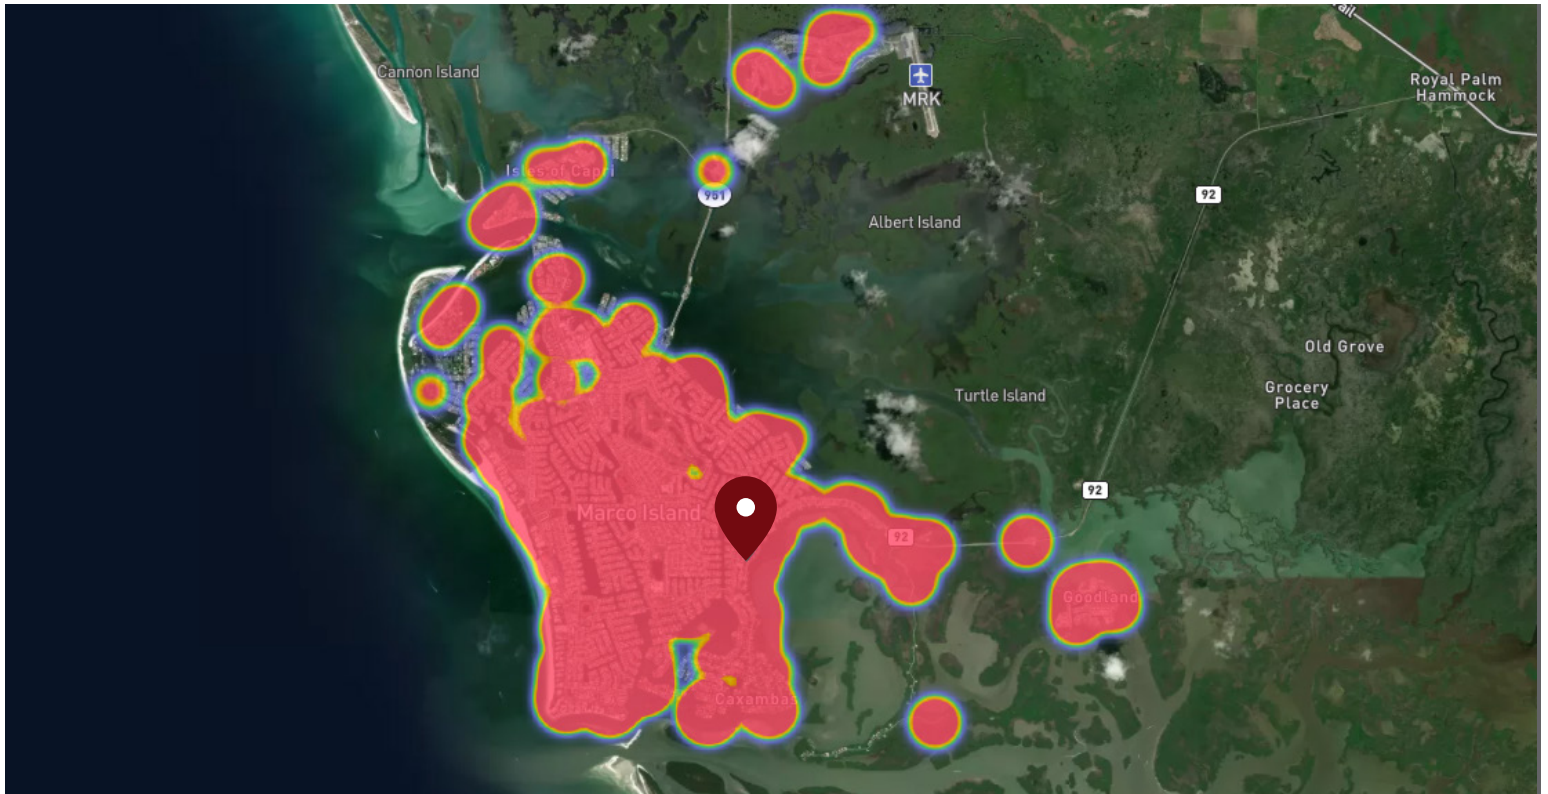 ail
Cannon Island
MRK
Royal Palm
Hammock
Isles of Capri
951
92
Albert Island
Old Grove
Grocery
Place
Turtle Island
92
Marco Island
92
Goodland
Caxambas